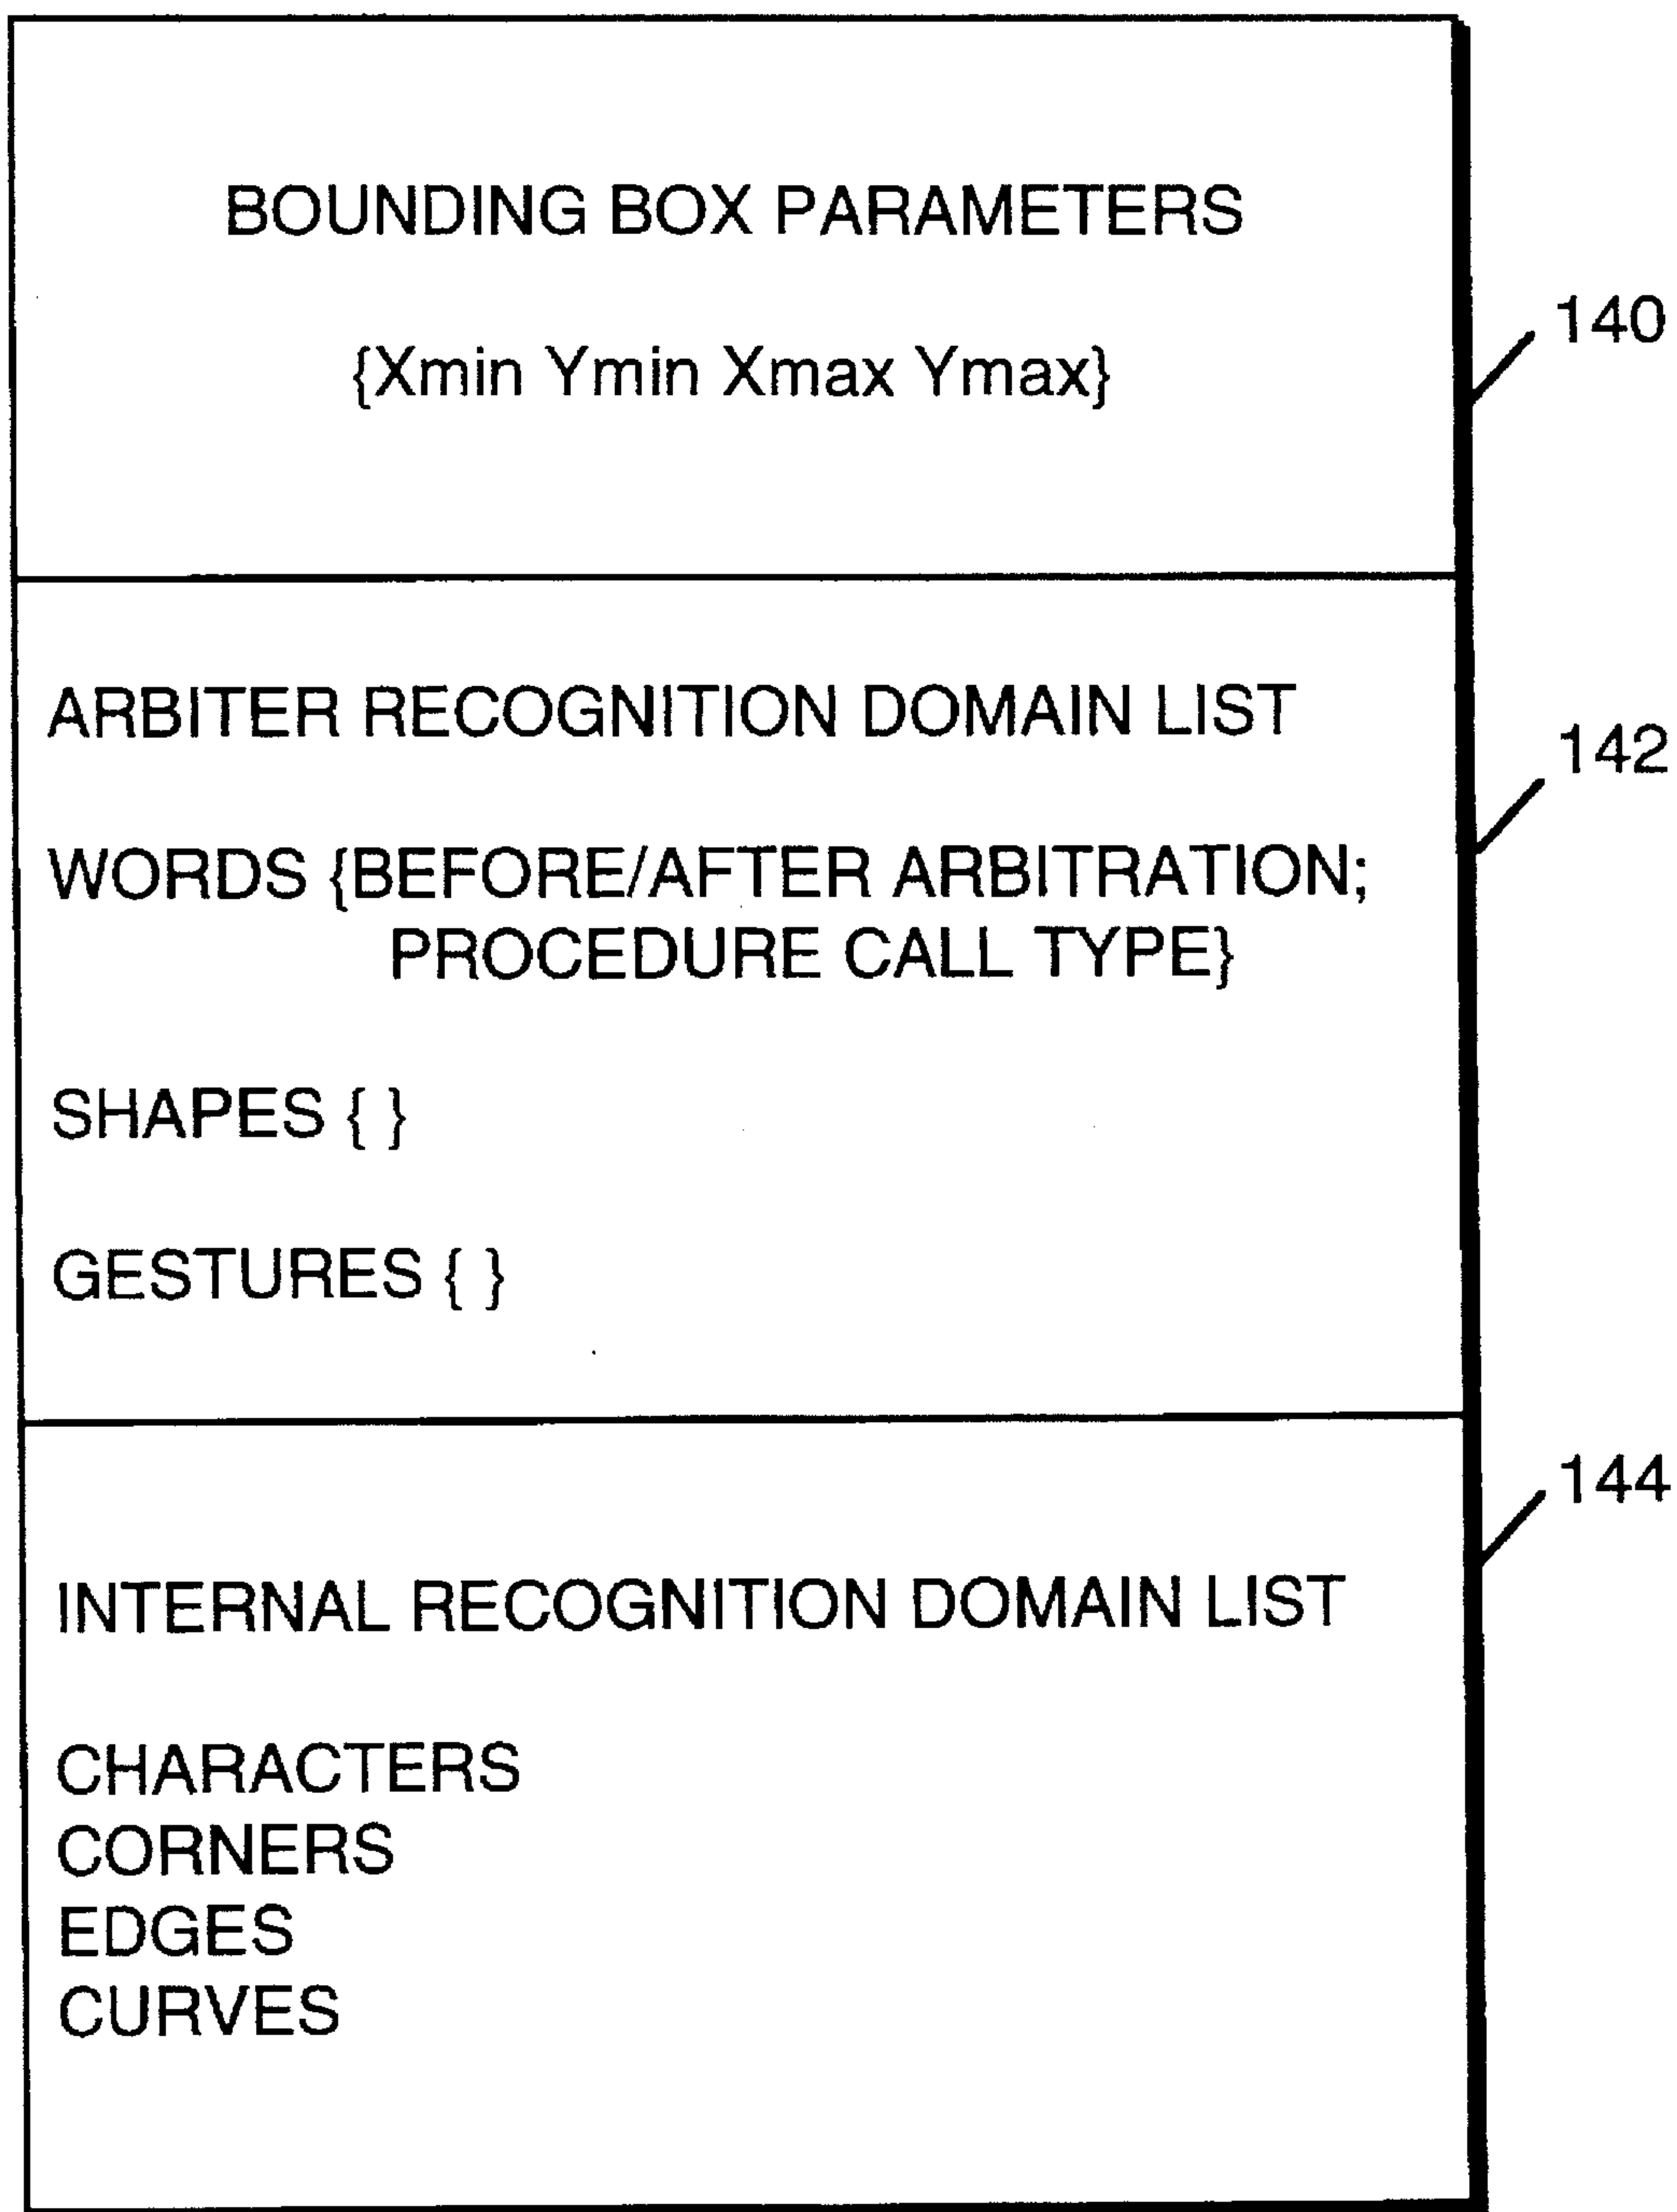 BOUNDING BOX PARAMETERS
{Xmin Ymin Xmax Ymax}
140
ARBITER RECOGNITION DOMAIN LIST
142
WORDS {BEFORE/AFTER ARBITRATION;
PROCEDURE CALL TYPE}
SHAPES { }
GESTURES { }
144
INTERNAL RECOGNITION DOMAIN LIST
CHARACTERS
CORNERS
EDGES
CURVES